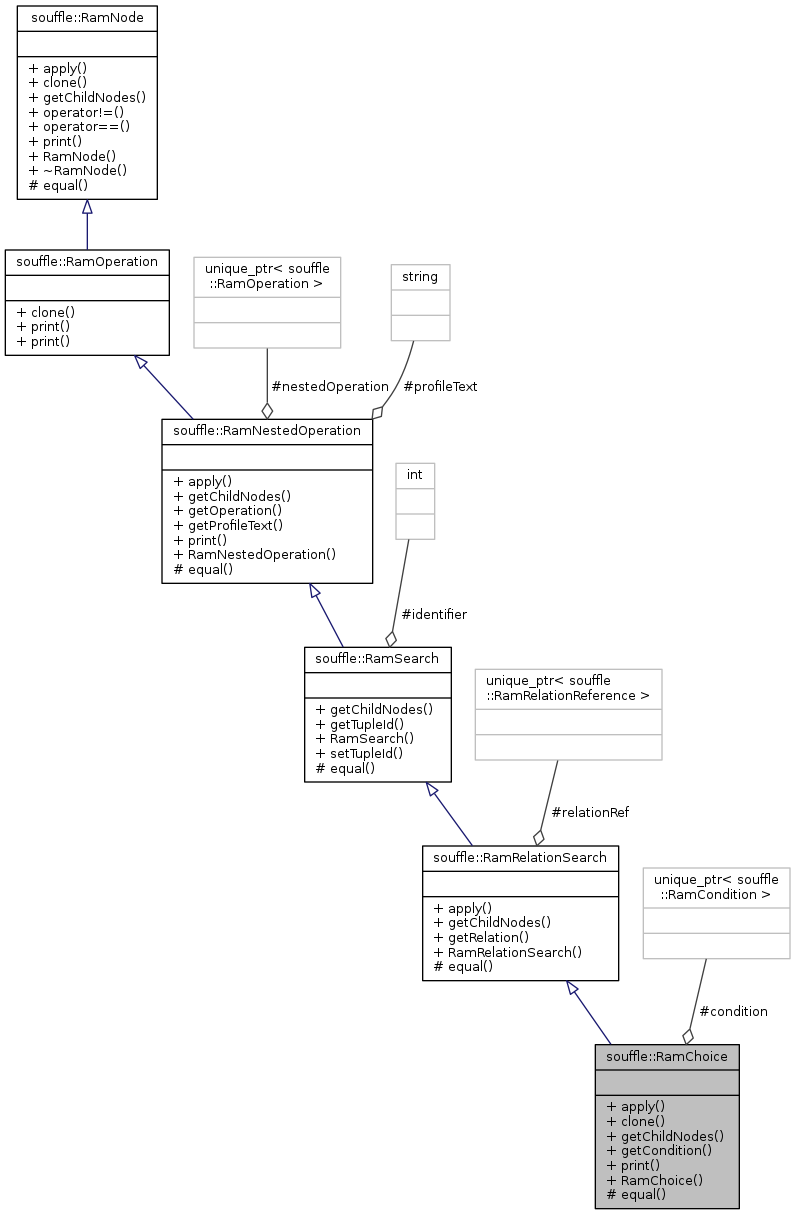 souffle::RamNode
+ apply()
+ clone()
+ getChildNodes()
+ operator!=()
+ operator==()
+ print()
+ RamNode()
+ ~RamNode()
# equal()
souffle::RamOperation
+ clone()
+ print()
+ print()
unique_ptr< souffle
::RamOperation >
string
#nestedOperation
#profileText
souffle::RamNestedOperation
+ apply()
+ getChildNodes()
+ getOperation()
+ getProfileText()
+ print()
+ RamNestedOperation()
# equal()
int
#identifier
souffle::RamSearch
+ getChildNodes()
+ getTupleId()
+ RamSearch()
+ setTupleId()
# equal()
unique_ptr< souffle
::RamRelationReference >
#relationRef
souffle::RamRelationSearch
+ apply()
+ getChildNodes()
+ getRelation()
+ RamRelationSearch()
# equal()
unique_ptr< souffle
::RamCondition >
#condition
souffle::RamChoice
+ apply()
+ clone()
+ getChildNodes()
+ getCondition()
+ print()
+ RamChoice()
# equal()